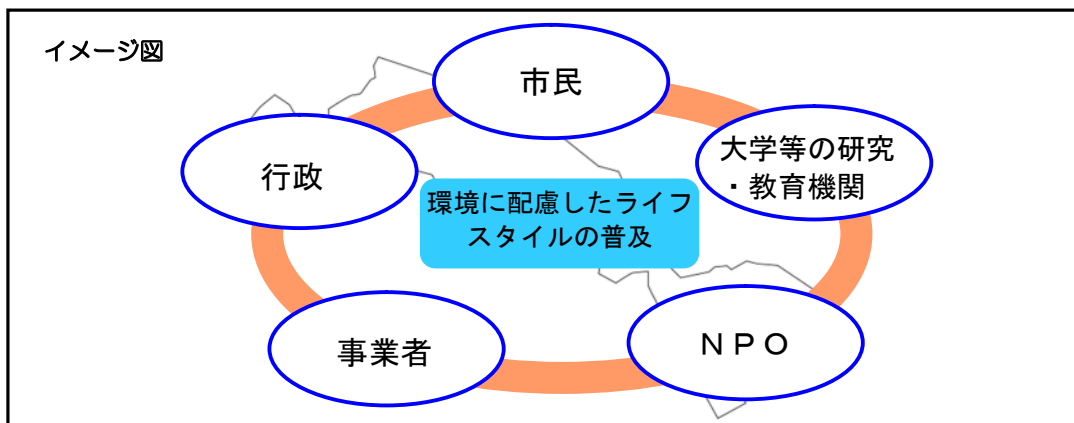 イメージ図
市民
行政
大学等の研究
・教育機関
環境に配慮したライフ
スタイルの普及
事業者
ＮＰＯ